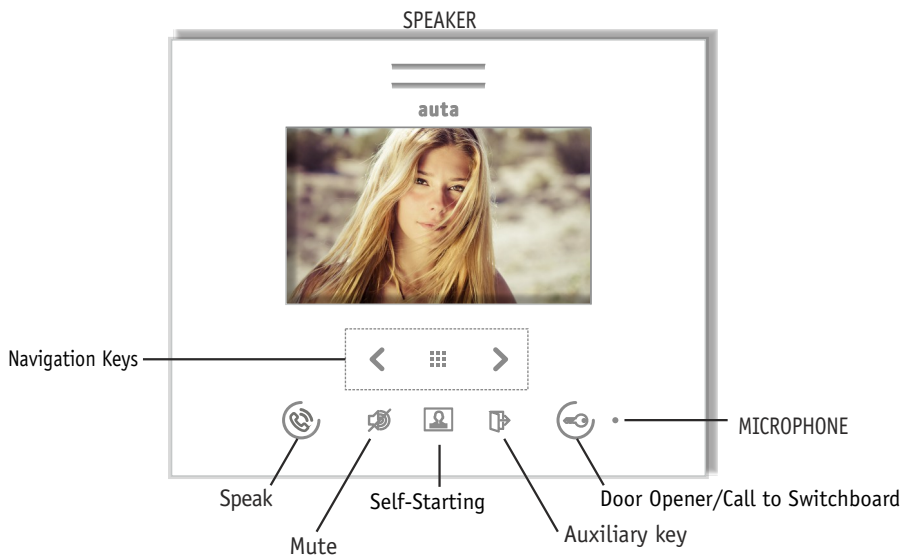 SPEAKER
auta
Navigation Keys
MICROPHONE
Speak
Self-Starting
Door Opener/Call to Switchboard
Mute
Auxiliary key